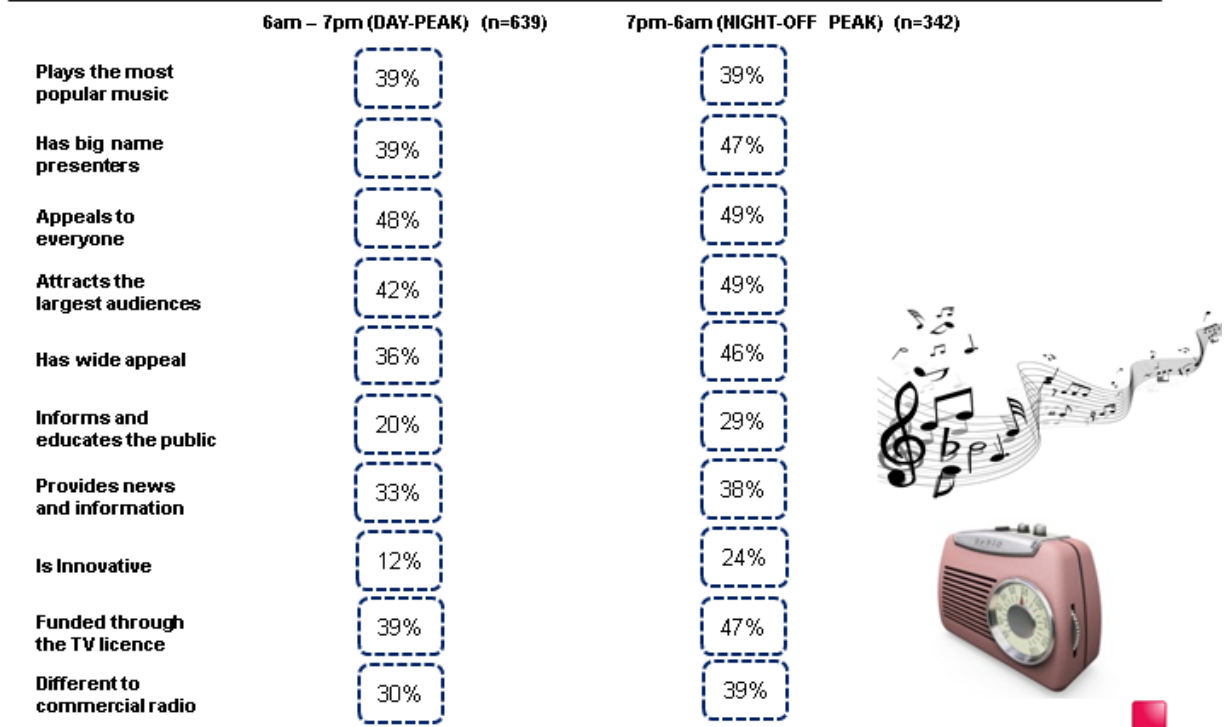 6am – 7pm (DAY-PEAK) (n=639) 7pm-6am (NIGHT-OFF PEAK) (n=342)
Plays the most
popular music
39% 39%
Has big name
presenters
39% 47%
Appeals to
everyone
48% 49%
Attracts the
largest audiences
42% 49%
Has wide appeal 36% 46%
Informs and
educates the public
20% 29%
Provides news
and information
33% 38%
Is Innovative 12% 24%
Funded through
the TV licence
39% 47%
Different to
commercial radio
30% 39%